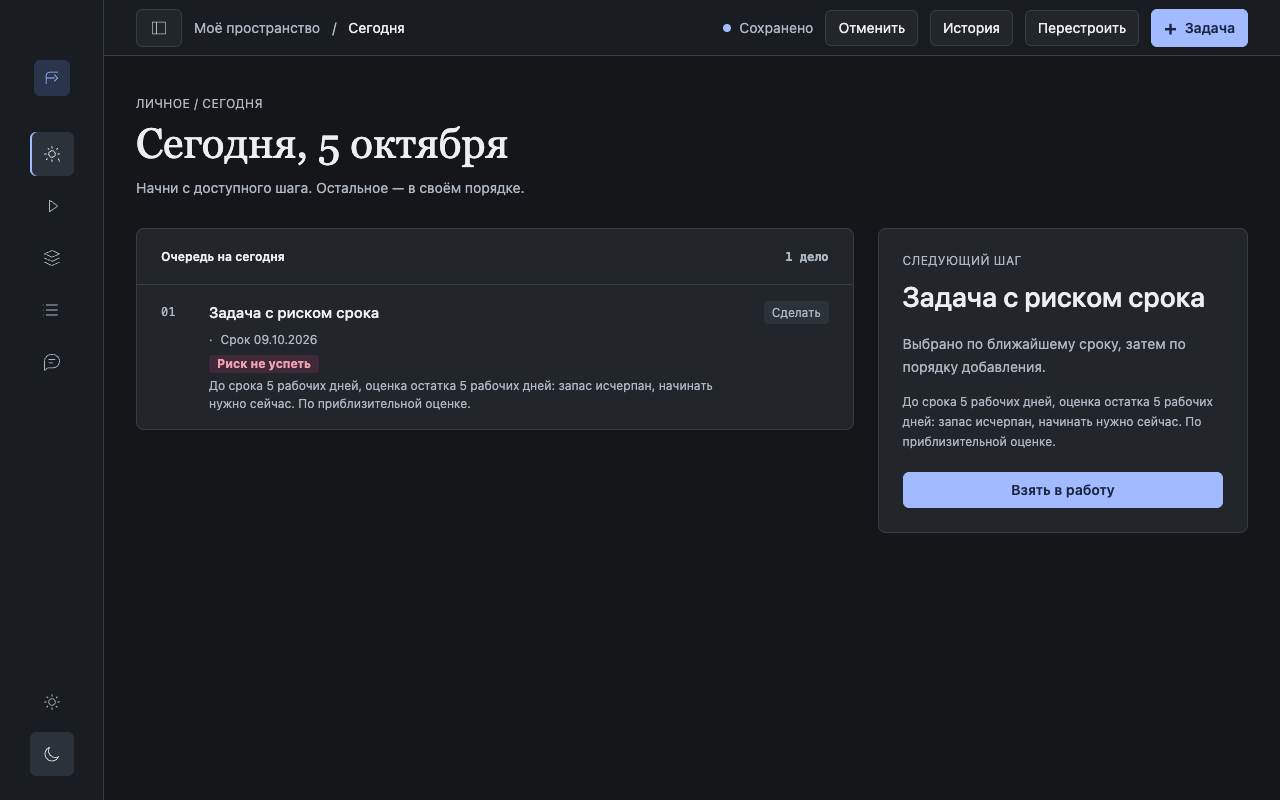 Моё пространство / Сегодня
Сохранено
Отменить
История
Перестроить
+ Задача
ЛИЧНОЕ / СЕГОДНЯ
Сегодня, 5 октября
Начни с доступного шага. Остальное — в своём порядке.
Очередь на сегодня
1 дело
01
Задача с риском срока
Сделать
· Срок 09.10.2026
Риск не успеть
До срока 5 рабочих дней, оценка остатка 5 рабочих дней: запас исчерпан, начинать
нужно сейчас. По приблизительной оценке.
СЛЕДУЮЩИЙ ШАГ
Задача с риском срока
Выбрано по ближайшему сроку, затем по
порядку добавления.
До срока 5 рабочих дней, оценка остатка 5 рабочих
дней: запас исчерпан, начинать нужно сейчас. По
приблизительной оценке.
Взять в работу